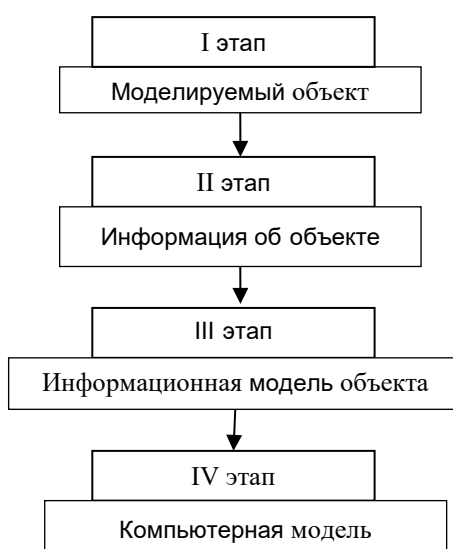 I этап
Моделируемый объект
II этап
Информация об объекте
III этап
Информационная модель объекта
IV этап
Компьютерная модель